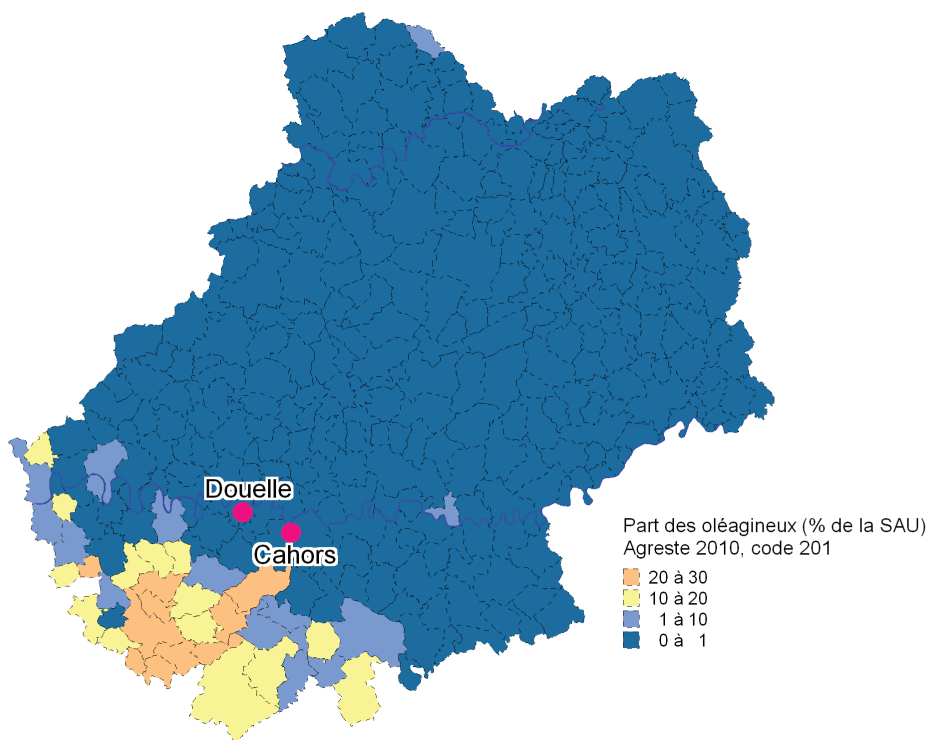 Douelle
Cahors
Part des oléagineux (% de la SAU)
Agreste 2010, code 201
20 à 30
10 à 20
1 à 10
0 à 1